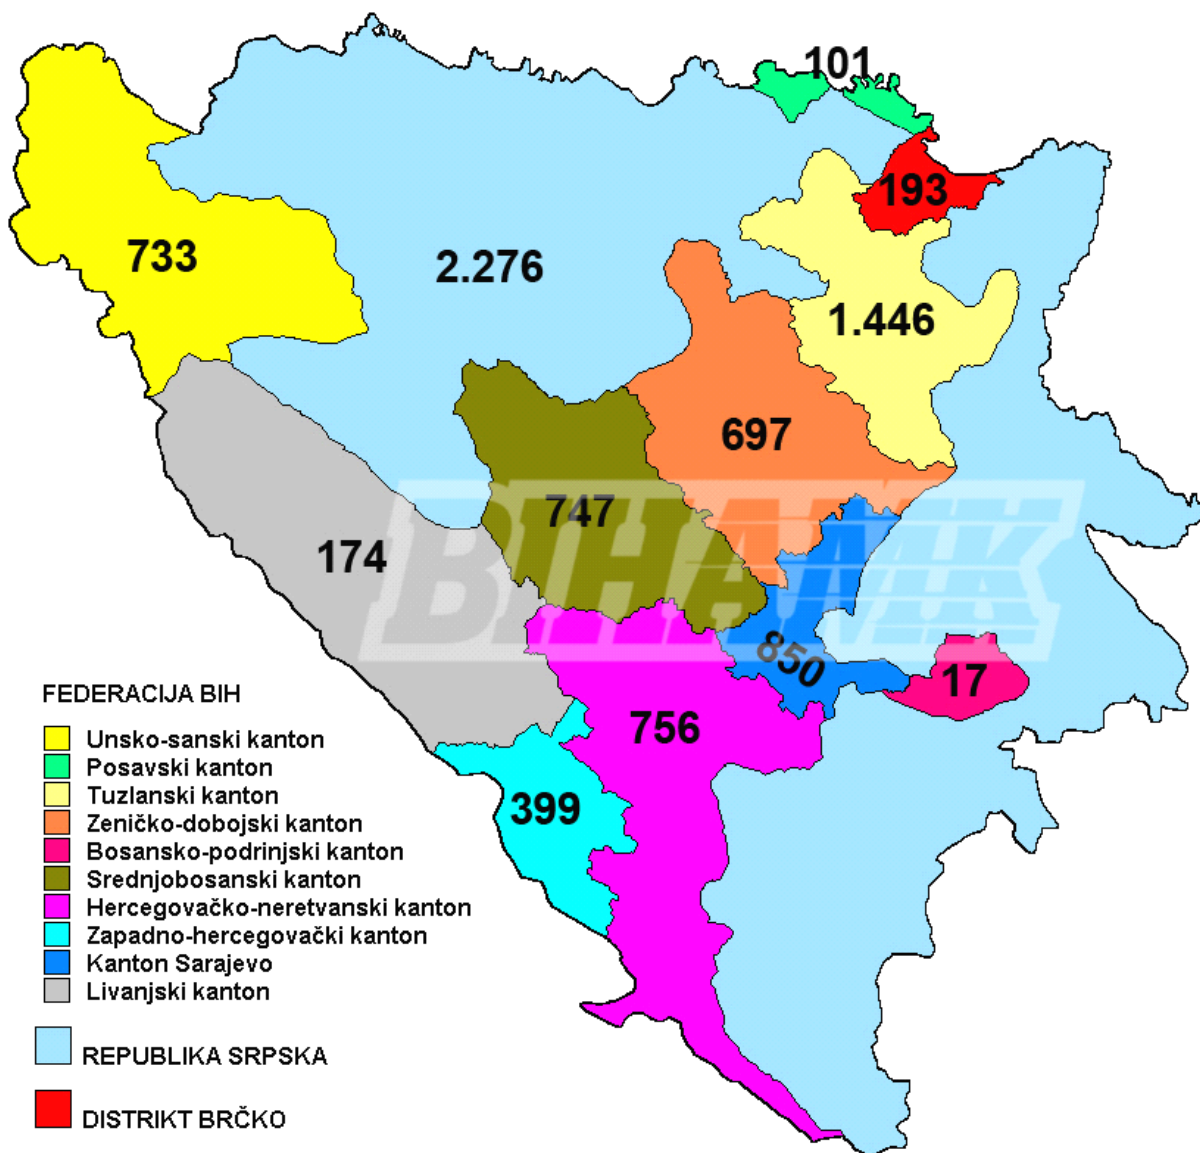 101
193
733
2.276
1.446
697
747
174
BIHAMK
850
17
756
399
FEDERACIJA BIH
Unsko-sanski kanton
Posavski kanton
Tuzlanski kanton
Zeničko-dobojski kanton
Bosansko-podrinjski kanton
Srednjobosanski kanton
Hercegovačko-neretvanski kanton
Zapadno-hercegovački kanton
Kanton Sarajevo
Livanjski kanton
REPUBLIKA SRPSKA
DISTRIKT BRČKO